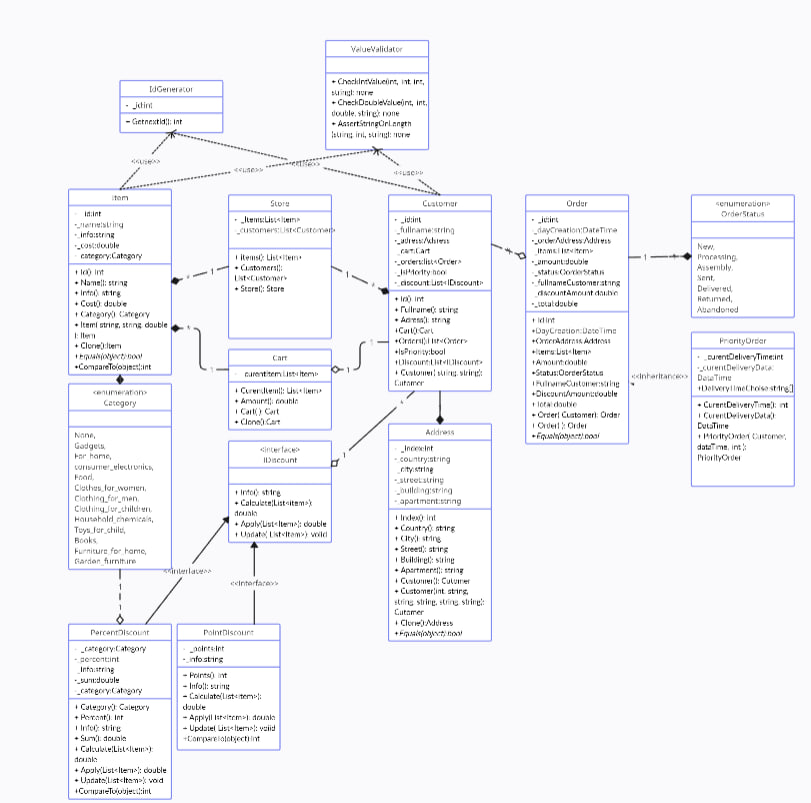 ValueValidator
+ CheckIntValue(int, int, int,
string): none
+ CheckDoubleValue(int, int,
double, string): none
+ AssertStringOnLength
(string, int, string): none
IdGenerator
- _id:int
+ GetnextId(): int
<<use>>
<<use>>
<<use>>
<<use>>
Item
- _id:int
-_name:string
-_info:string
-_cost:double
- category:Category
+ Id(): int
+ Name(): string
+ Info(): string
+ Cost(): double
+ Category(): Category
+ Item( string, string, double
): Item
+ Clone():Item
+Equals(object):bool
+CompareTo(object):int
Store
- _Items:List<Item>
-_customers:List<Customer>
+ Items(): List<Item>
+ Customers():
List<Customer>
+ Store(): Store
Customer
- _id:int
-_fullname:string
-_adress:Adress
-_cart:Cart
-_orders:list<Order>
-_IsPriority:bool
-_discount:List<IDiscount>
+ Id(): int
+ Fullname(): string
+ Adress(): string
+Cart():Cart
+Orders():List<Order>
+IsPriority:bool
+Discount:List<IDiscount>
+ Customer( string, string):
Cutomer
Order
- _id:int
-_dayCreation:DateTime
-_orderAddress:Address
-_items:List<Item>
-_amount:double
-_status:OorderStatus
-_fullnameCustomer:string
-_discountAmount:double
-_total:double
+ Id:int
+DayCreation:DateTime
+OrderAddress:Address
+Items:List<Item>
+Amount:double
+Status:OorderStatus
+FullnameCustomer:string
+DiscountAmount:double
+Total:double
+ Order( Customer): Order
+ Order( ): Order
+Equals(object):bool
<<enumeration>>
OrderStatus
New,
Processing,
Assembly,
Sent,
Delivered,
Returned,
Abandoned
1
1
1
1
1
1
1
<<Inheritance>>
PriorityOrder
- _curentDeliveryTime:int
-_curentDeliveryData:
DataTime
+DeliveryTimeChoise:string[]
+ CurentDeliveryTime(): int
+ CurentDeliveryData():
DataTime
+ PriorityOrder( Customer,
dataTime, int ):
PriorityOrder
Cart
- curentItem:List<Item>
+ CurenItem(): List<Item>
+ Amount(): double
+ Cart( ): Cart
+ Clone():Cart
<<enumeration>>
Category
None,
Gadgets,
For_home,
consumer_electronics,
Food,
Clothes_for_women,
Clothing_for_men,
Clothing_for_children,
Household_chemicals,
Toys_for_child,
Books,
Furniture_for_home,
Garden_furniture
<<interface>
IDiscount
+ Info(): string
+ Calculate(List<Item>):
double
+ Apply(List<Item>): double
+ Update( List<Item>): void
Address
- _Index:int
-_country:string
-_city:string
-_street:string
-_building:string
-_apartment:string
+ Index(): int
+ Country(): string
+ City(): string
+ Street(): string
+ Building(): string
+ Apartment(): string
+ Customer(): Cutomer
+ Customer(int, string,
string, string, string, string):
Cutomer
+ Clone():Address
+Equals(object):bool
<<interface>>
<<interface>>
PercentDiscount
- _category:Category
-_percent:int
_Info:string
-_sum:double
-_category:Category
+ Category(): Category
+ Percent(): int
+ Info(): string
+ Sum(): double
+ Calculate(List<Item>):
double
+ Apply(List<Item>): double
+ Update(List<Item>): void
+CompareTo(object):int
PointDiscount
- _points:int
-_info:string
+ Points(): int
+ Info(): string
+ Calculate(List<Item>):
double
+Apply(List<Item>): double
+ Update( List<Item>): void
+CompareTo(object):int